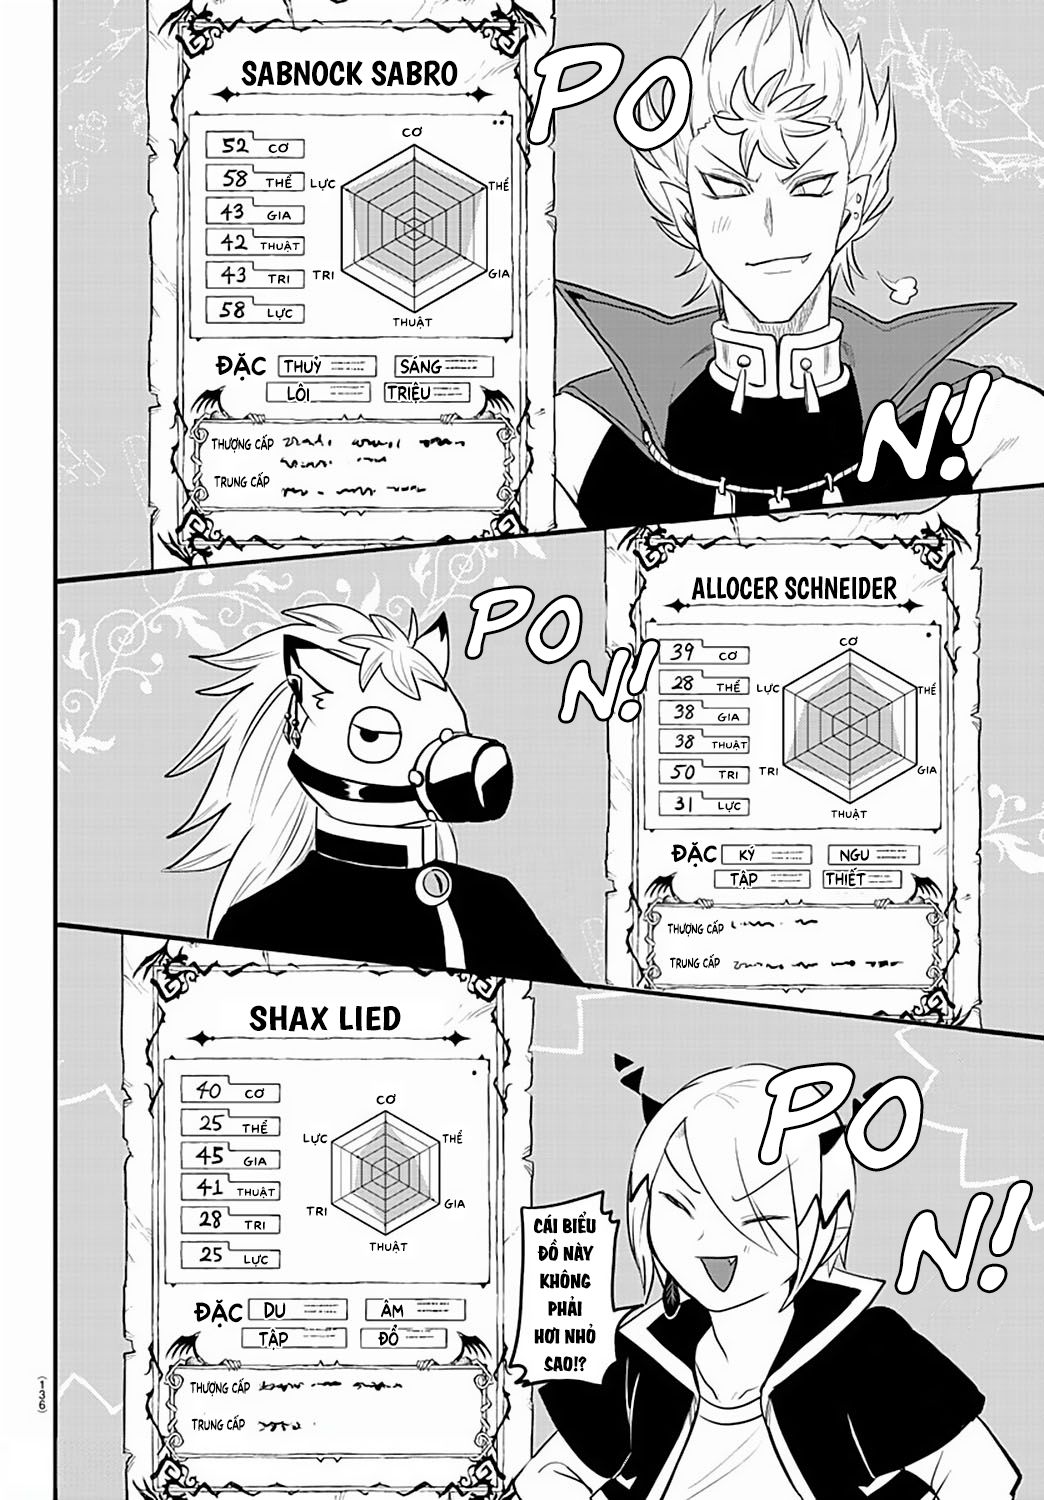 SABNOCK SABRO
PO
N!
52 CƠ
58 THỂ
43 GIA
42 THUẬT
43 TRI
58 LỰC
CƠ
LỰC THỂ
TRI GIA
THUẬT
ĐẶC THUỶ SÁNG
LÔI TRIỆU
THƯỢNG CẤP
TRUNG CẤP
PO
N!
ALLOCER SCHNEIDER
39 CƠ
28 THỂ
38 GIA
38 THUẬT
50 TRI
31 LỰC
CƠ
LỰC THỂ
TRI GIA
THUẬT
ĐẶC KÝ NGU
TẬP THIẾT
THƯỢNG CẤP
TRUNG CẤP
SHAX LIED
PO
N!
40 CƠ
25 THỂ
45 GIA
41 THUẬT
28 TRI
25 LỰC
CƠ
LỰC THỂ
TRI GIA
THUẬT
ĐẶC DU ÂM
TẬP ĐỔ
THƯỢNG CẤP
TRUNG CẤP
CÁI BIỂU
ĐỒ NÀY
KHÔNG
PHẢI
HƠI NHỎ
SAO!?
(136)